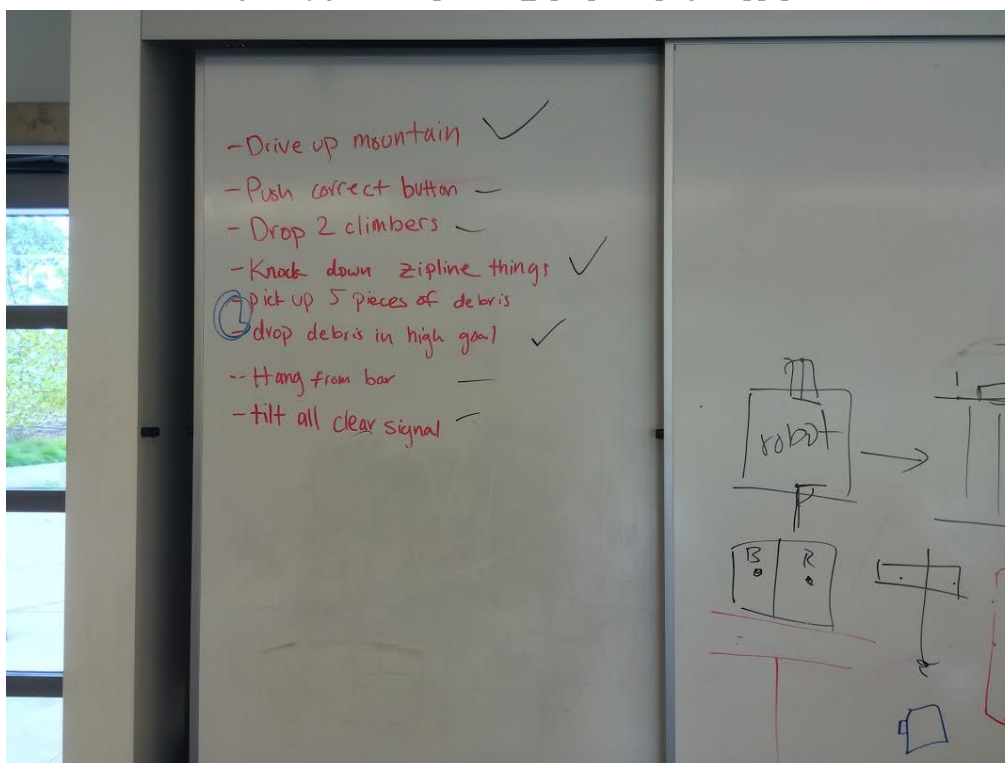 - Drive up mountain ✓
- Push correct button -
- Drop 2 climbers -
- Knock down zipline things ✓
- pick up 5 pieces of debris
- drop debris in high goal ✓
-- Hang from bar -
- tilt all clear signal -
robot
B R